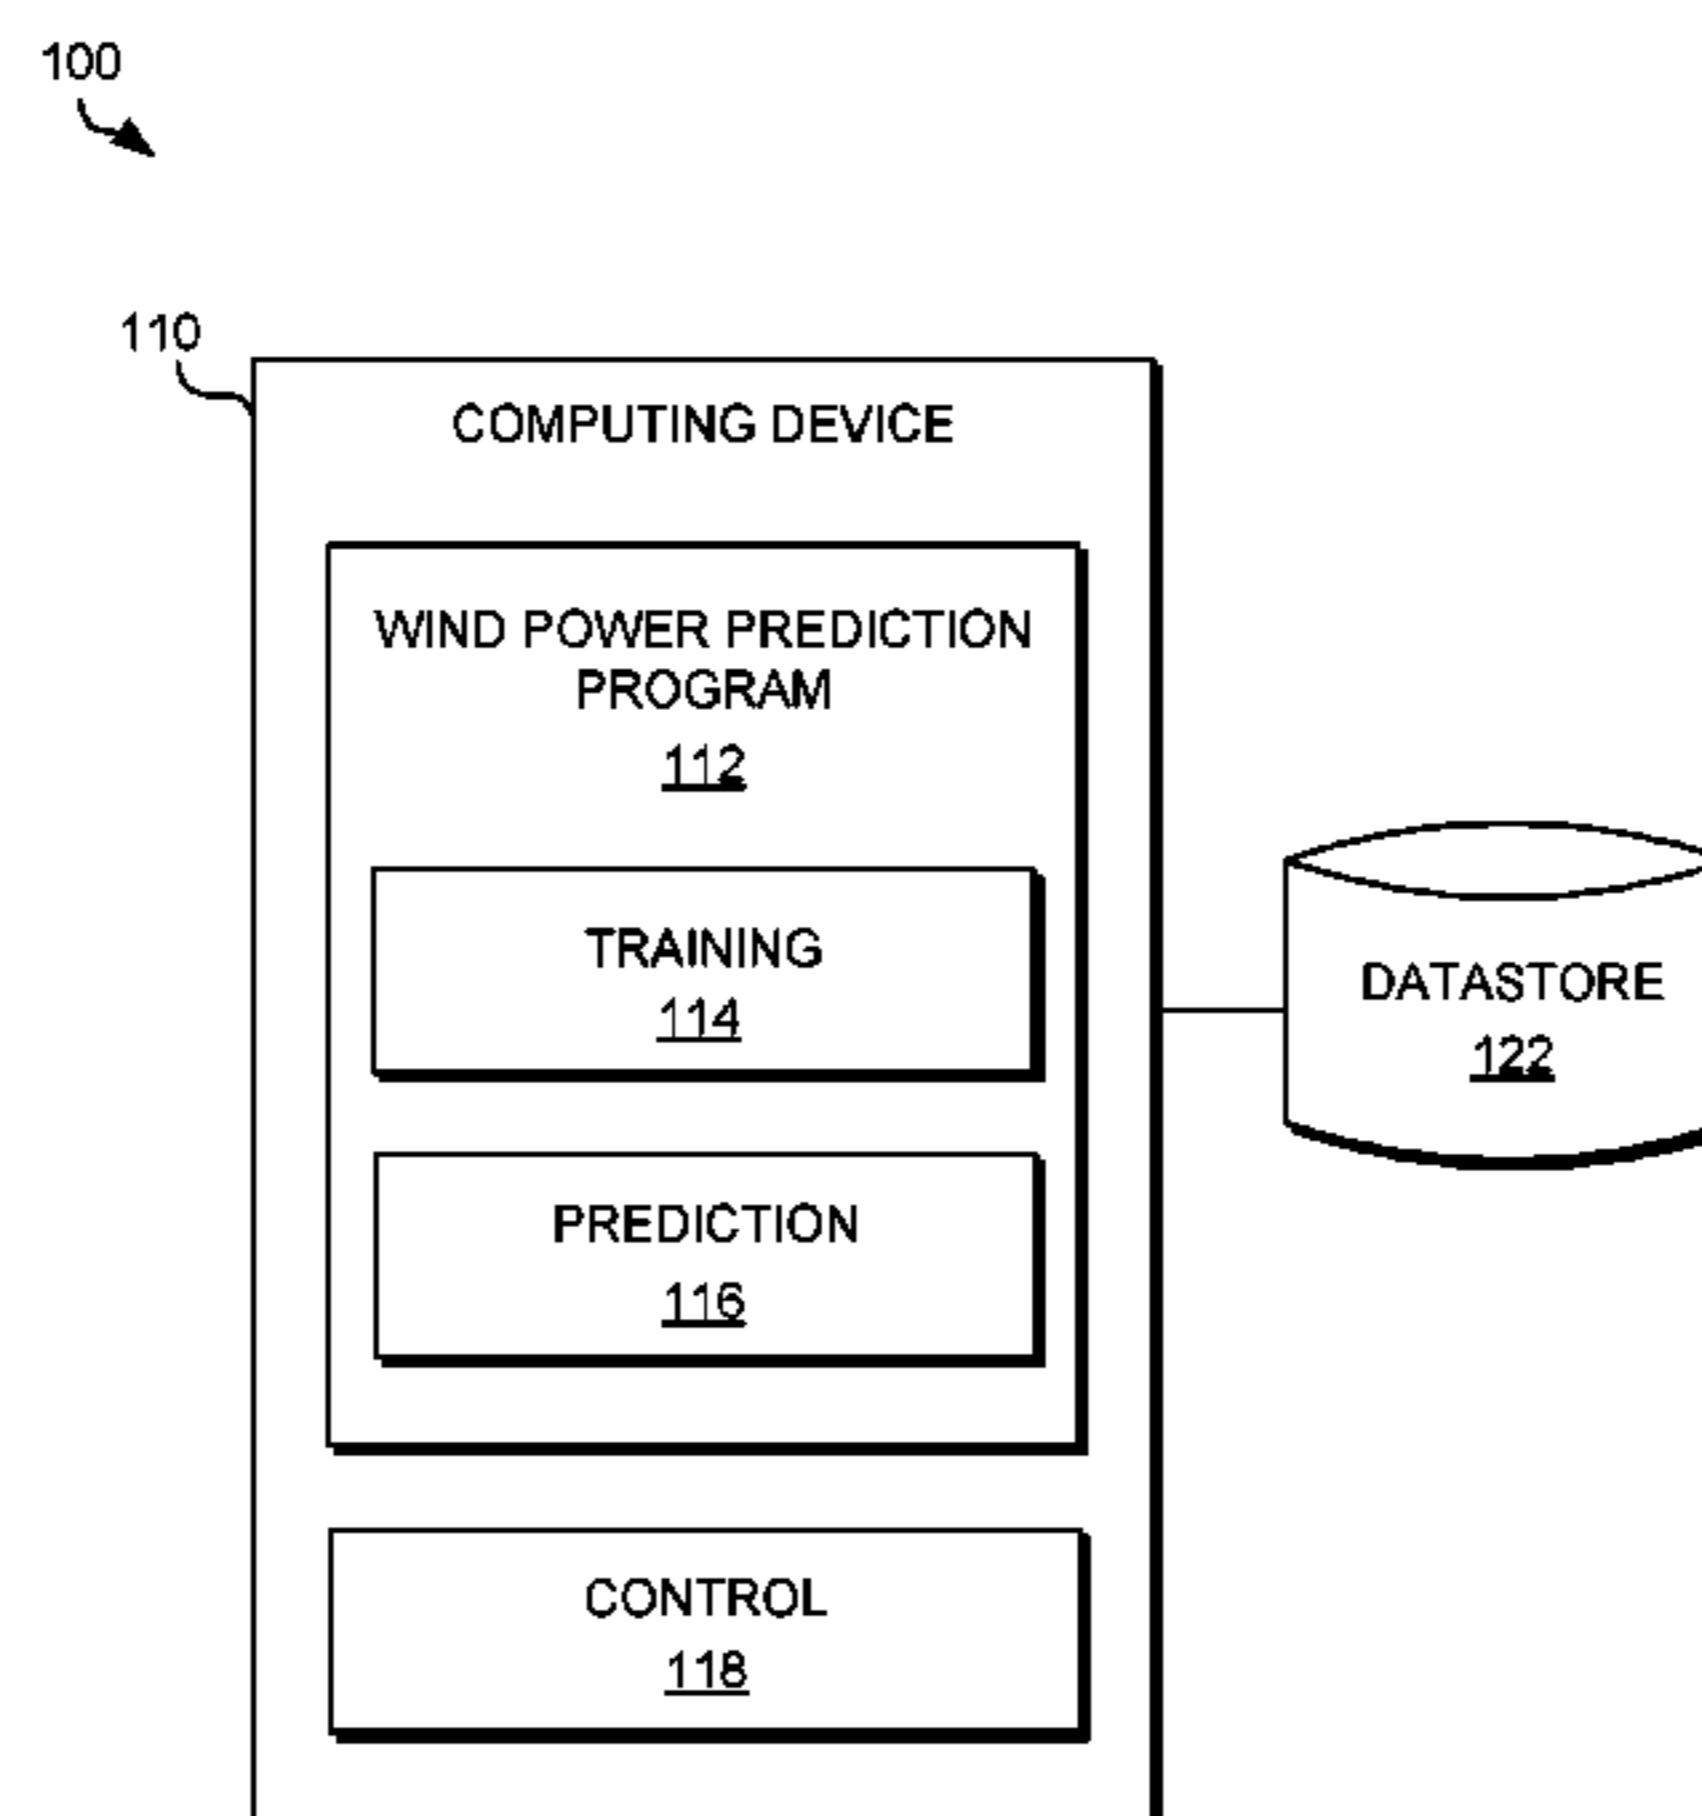 100
110
COMPUTING DEVICE
WIND POWER PREDICTION
PROGRAM
112
TRAINING
114
DATASTORE
122
PREDICTION
116
CONTROL
118